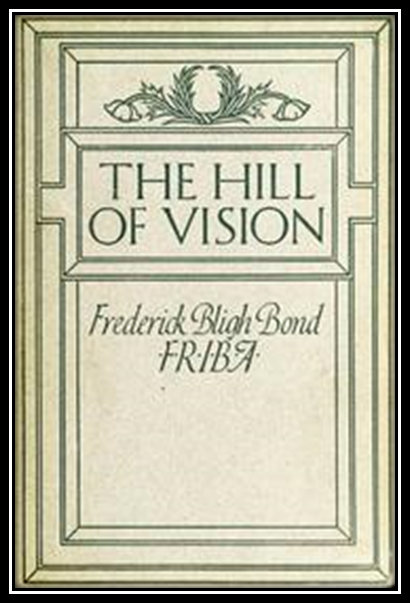 THE HILL
OF VISION
Frederick Bligh Bond
·F·R·I·B·A·